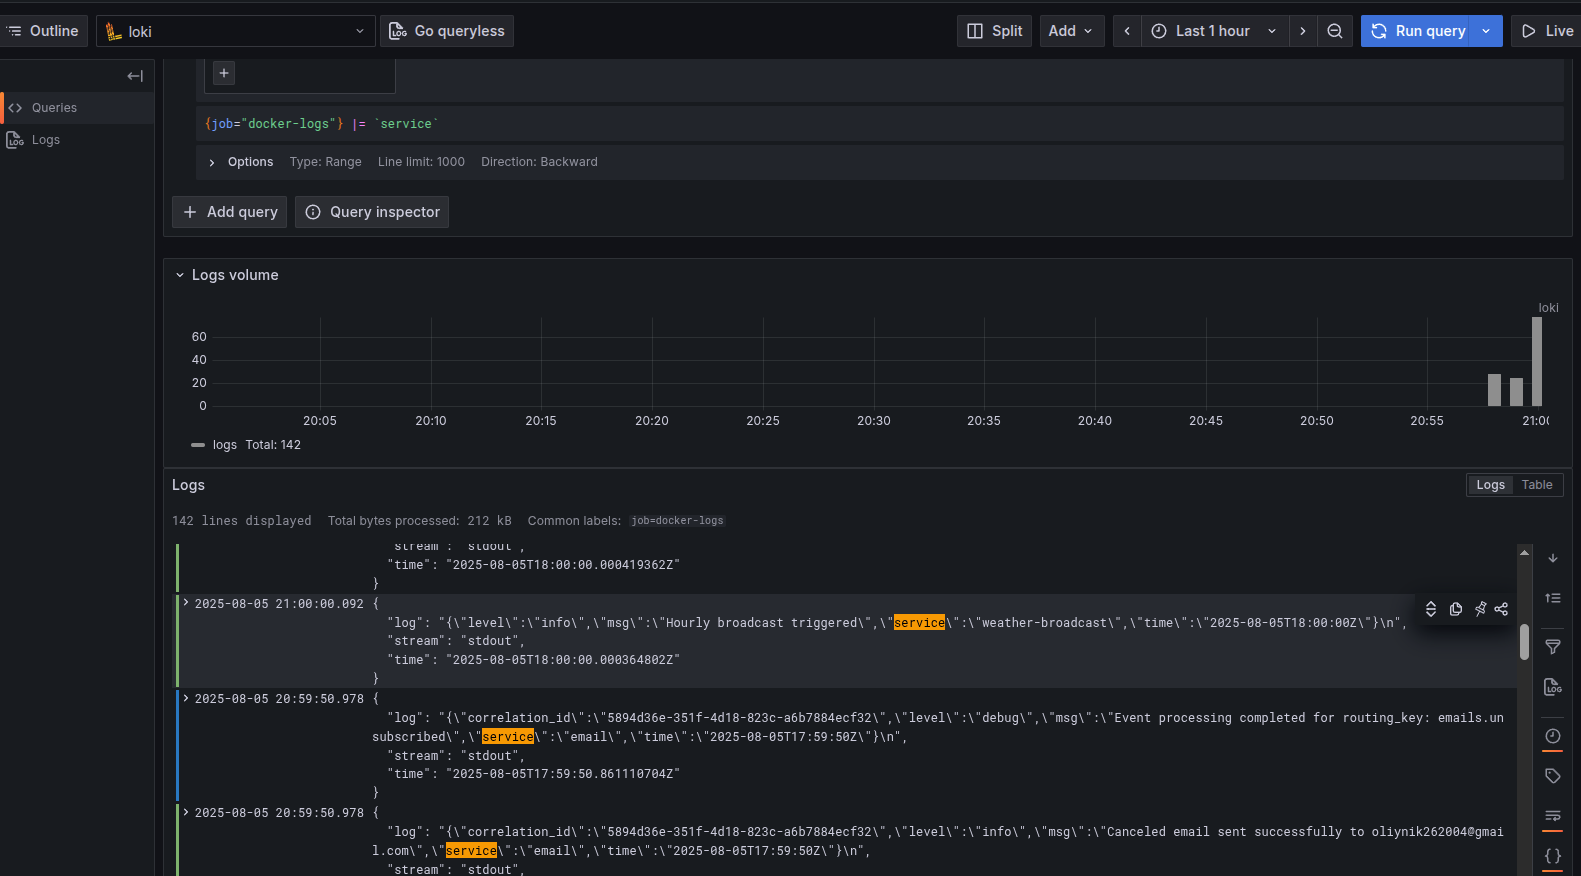 Outline
loki
Go queryless
Split
Add
Last 1 hour
Run query
Live
Queries
Logs
{job="docker-logs"} |= `service`
Options Type: Range Line limit: 1000 Direction: Backward
Add query
Query inspector
Logs volume
loki
60
40
20
0
20:05 20:10 20:15 20:20 20:25 20:30 20:35 20:40 20:45 20:50 20:55 21:00
logs Total: 142
Logs
Logs Table
142 lines displayed Total bytes processed: 212 kB Common labels: job=docker-logs
"stream": "stdout",
"time": "2025-08-05T18:00:00.000419362Z"
}
2025-08-05 21:00:00.092 {
"log": "{\"level\":\"info\",\"msg\":\"Hourly broadcast triggered\",\"service\":\"weather-broadcast\",\"time\":\"2025-08-05T18:00:00Z\"}\n",
"stream": "stdout",
"time": "2025-08-05T18:00:00.000364802Z"
}
2025-08-05 20:59:50.978 {
"log": "{\"correlation_id\":\"5894d36e-351f-4d18-823c-a6b7884ecf32\",\"level\":\"debug\",\"msg\":\"Event processing completed for routing_key: emails.un
subscribed\",\"service\":\"email\",\"time\":\"2025-08-05T17:59:50Z\"}\n",
"stream": "stdout",
"time": "2025-08-05T17:59:50.861110704Z"
}
2025-08-05 20:59:50.978 {
"log": "{\"correlation_id\":\"5894d36e-351f-4d18-823c-a6b7884ecf32\",\"level\":\"info\",\"msg\":\"Canceled email sent successfully to oliynik262004@gmai
l.com\",\"service\":\"email\",\"time\":\"2025-08-05T17:59:50Z\"}\n",
"stream": "stdout",